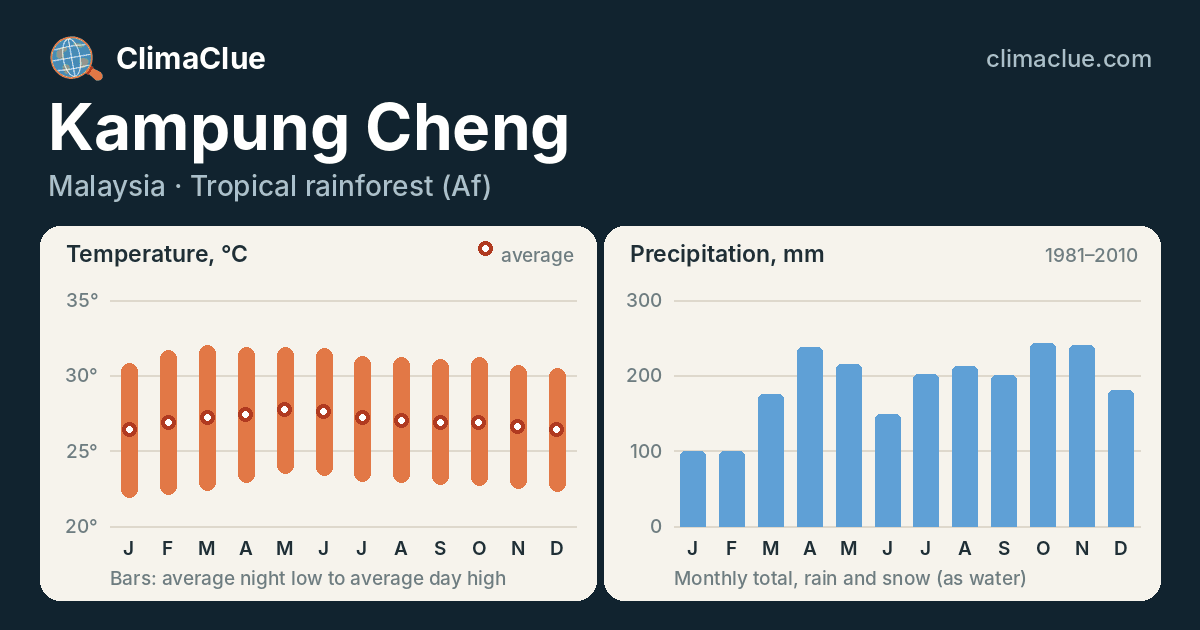 ClimaClue
climaclue.com
Kampung Cheng
Malaysia · Tropical rainforest (Af)
Temperature, °C
average
35°
30°
25°
20°
J F M A M J J A S O N D
Bars: average night low to average day high
Precipitation, mm
1981–2010
300
200
100
0
J F M A M J J A S O N D
Monthly total, rain and snow (as water)